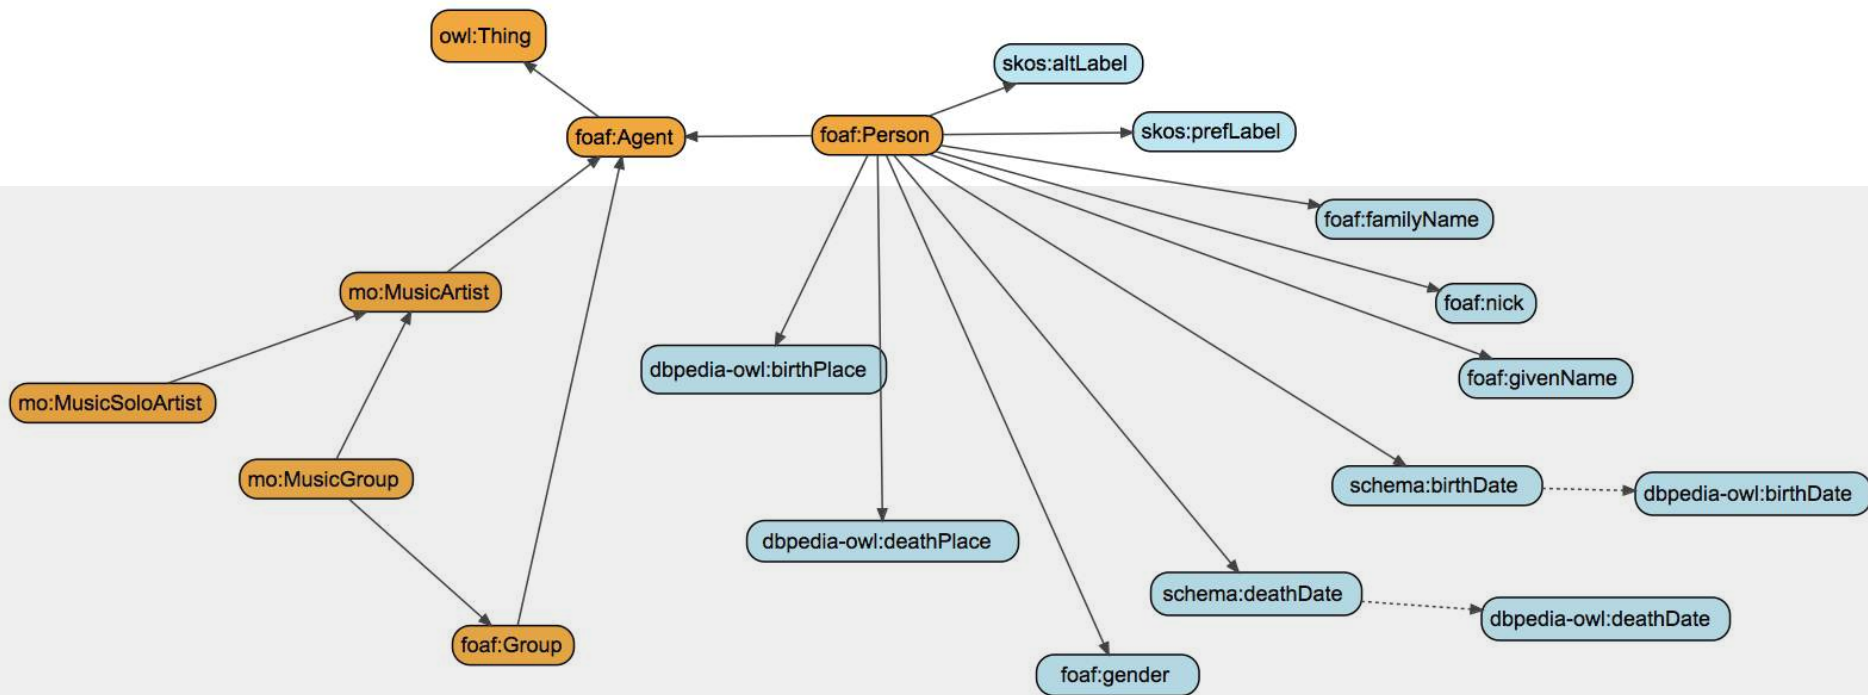 owl:Thing
skos:altLabel
skos:prefLabel
foaf:Agent
foaf:Person
foaf:familyName
mo:MusicArtist
foaf:nick
dbpedia-owl:birthPlace
foaf:givenName
mo:MusicSoloArtist
mo:MusicGroup
schema:birthDate
dbpedia-owl:birthDate
dbpedia-owl:deathPlace
schema:deathDate
dbpedia-owl:deathDate
foaf:Group
foaf:gender